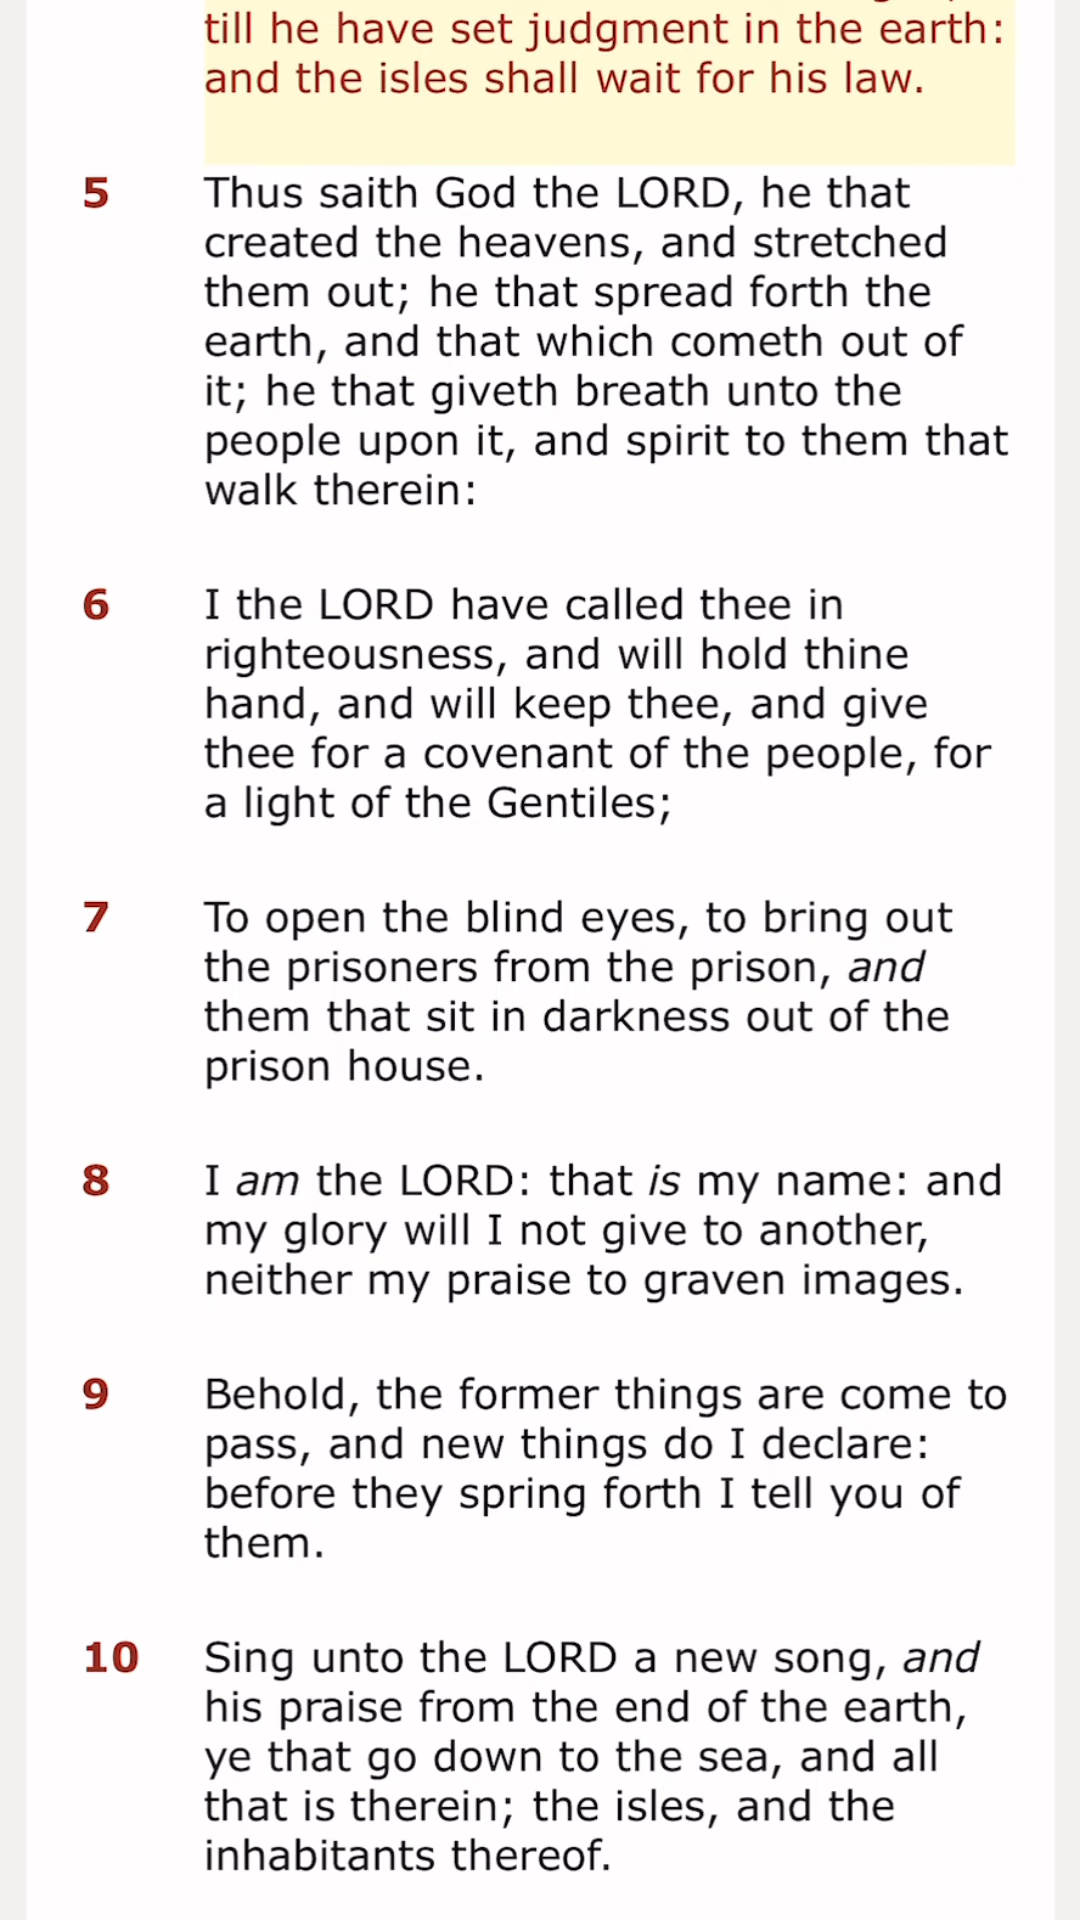 till he have set judgment in the earth:
and the isles shall wait for his law.
5 Thus saith God the LORD, he that
created the heavens, and stretched
them out; he that spread forth the
earth, and that which cometh out of
it; he that giveth breath unto the
people upon it, and spirit to them that
walk therein:
6 I the LORD have called thee in
righteousness, and will hold thine
hand, and will keep thee, and give
thee for a covenant of the people, for
a light of the Gentiles;
7 To open the blind eyes, to bring out
the prisoners from the prison, and
them that sit in darkness out of the
prison house.
8 I am the LORD: that is my name: and
my glory will I not give to another,
neither my praise to graven images.
9 Behold, the former things are come to
pass, and new things do I declare:
before they spring forth I tell you of
them.
10 Sing unto the LORD a new song, and
his praise from the end of the earth,
ye that go down to the sea, and all
that is therein; the isles, and the
inhabitants thereof.